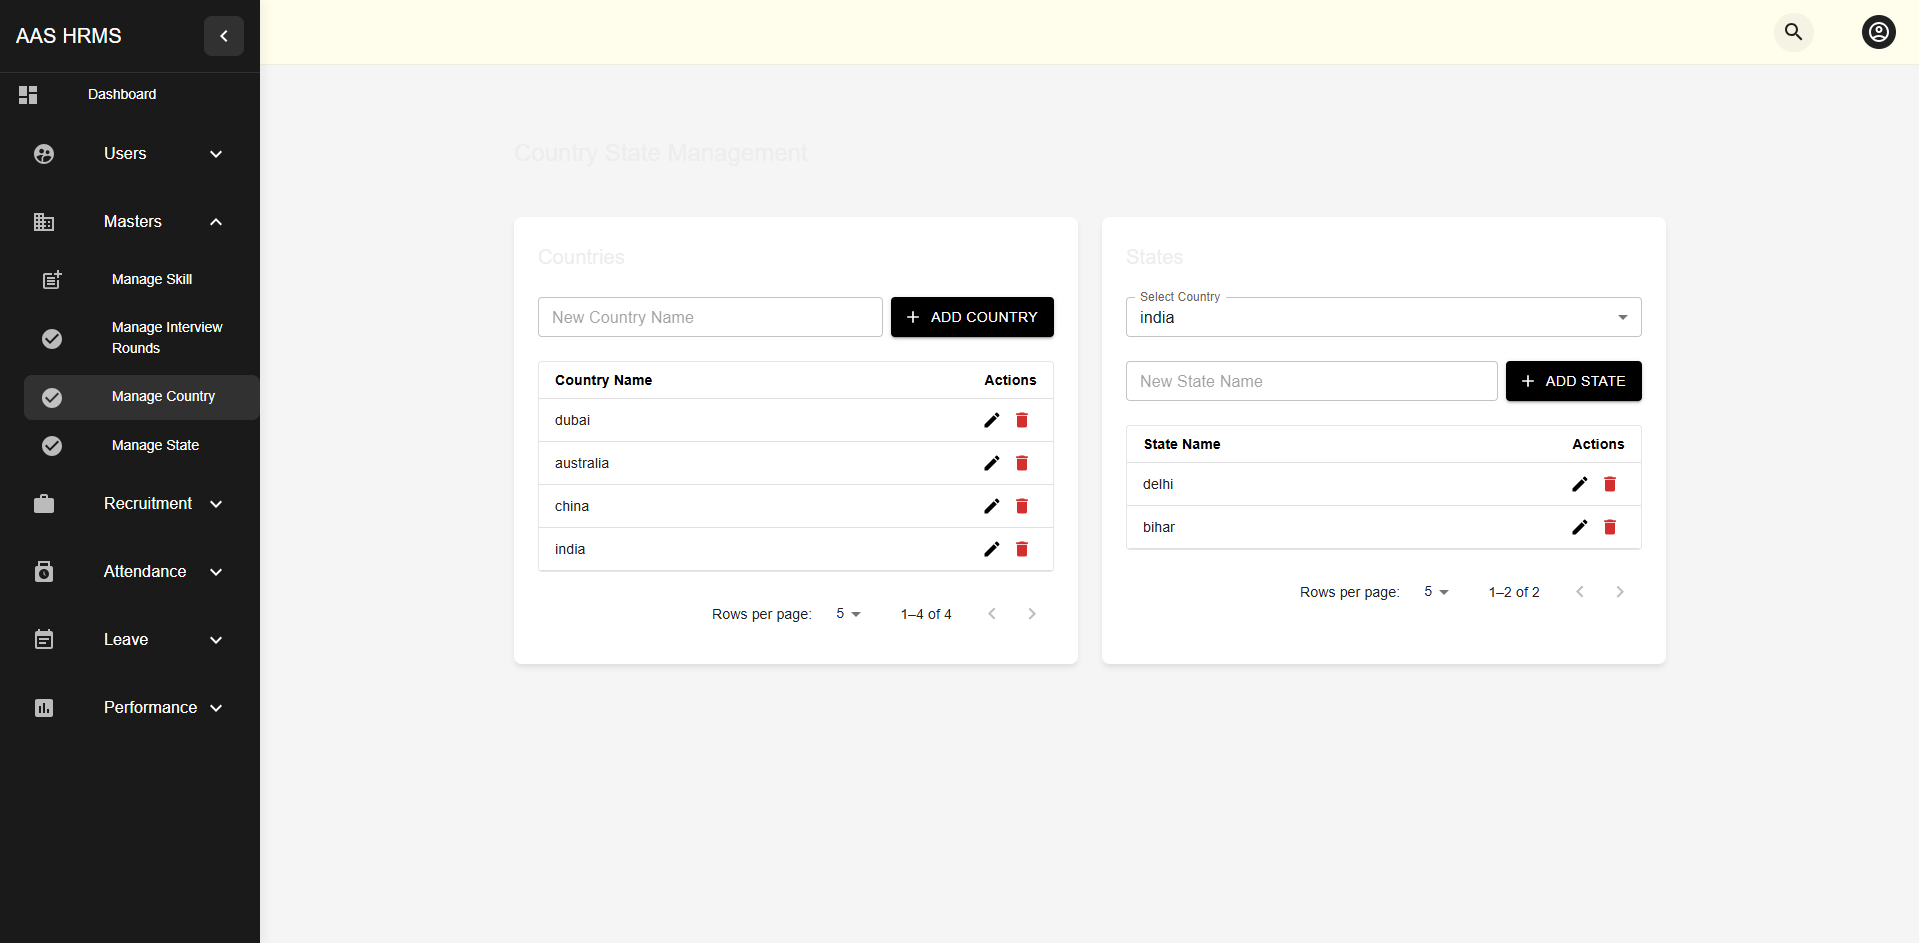 AAS HRMS
Dashboard
Users
Masters
Manage Skill
Manage Interview
Rounds
Manage Country
Manage State
Recruitment
Attendance
Leave
Performance
Country State Management
Countries
New Country Name
ADD COUNTRY
Country Name Actions
dubai
australia
china
india
Rows per page: 5 1–4 of 4
States
Select Country
india
New State Name
ADD STATE
State Name Actions
delhi
bihar
Rows per page: 5 1–2 of 2